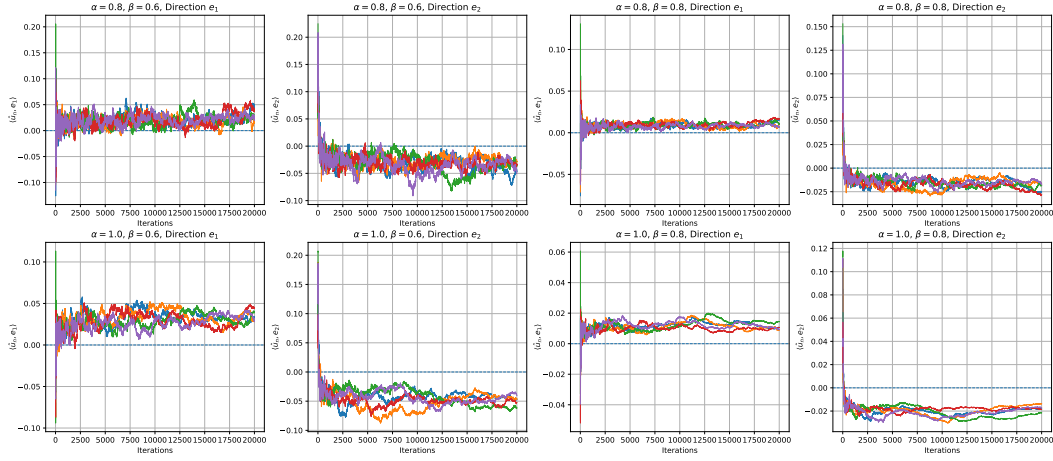 α = 0.8, β = 0.6, Direction e₁
0.20
0.15
0.10
0.05
0.00
−0.05
−0.10
⟨ûₙ, e₁⟩
0 2500 5000 7500 10000 12500 15000 17500 20000
Iterations
α = 0.8, β = 0.6, Direction e₂
0.20
0.15
0.10
0.05
0.00
−0.05
−0.10
⟨ûₙ, e₂⟩
0 2500 5000 7500 10000 12500 15000 17500 20000
Iterations
α = 0.8, β = 0.8, Direction e₁
0.10
0.05
0.00
−0.05
⟨ûₙ, e₁⟩
0 2500 5000 7500 10000 12500 15000 17500 20000
Iterations
α = 0.8, β = 0.8, Direction e₂
0.150
0.125
0.100
0.075
0.050
0.025
0.000
−0.025
⟨ûₙ, e₂⟩
0 2500 5000 7500 10000 12500 15000 17500 20000
Iterations
α = 1.0, β = 0.6, Direction e₁
0.10
0.05
0.00
−0.05
−0.10
⟨ûₙ, e₁⟩
0 2500 5000 7500 10000 12500 15000 17500 20000
Iterations
α = 1.0, β = 0.6, Direction e₂
0.20
0.15
0.10
0.05
0.00
−0.05
−0.10
⟨ûₙ, e₂⟩
0 2500 5000 7500 10000 12500 15000 17500 20000
Iterations
α = 1.0, β = 0.8, Direction e₁
0.06
0.04
0.02
0.00
−0.02
−0.04
⟨ûₙ, e₁⟩
0 2500 5000 7500 10000 12500 15000 17500 20000
Iterations
α = 1.0, β = 0.8, Direction e₂
0.12
0.10
0.08
0.06
0.04
0.02
0.00
−0.02
⟨ûₙ, e₂⟩
0 2500 5000 7500 10000 12500 15000 17500 20000
Iterations